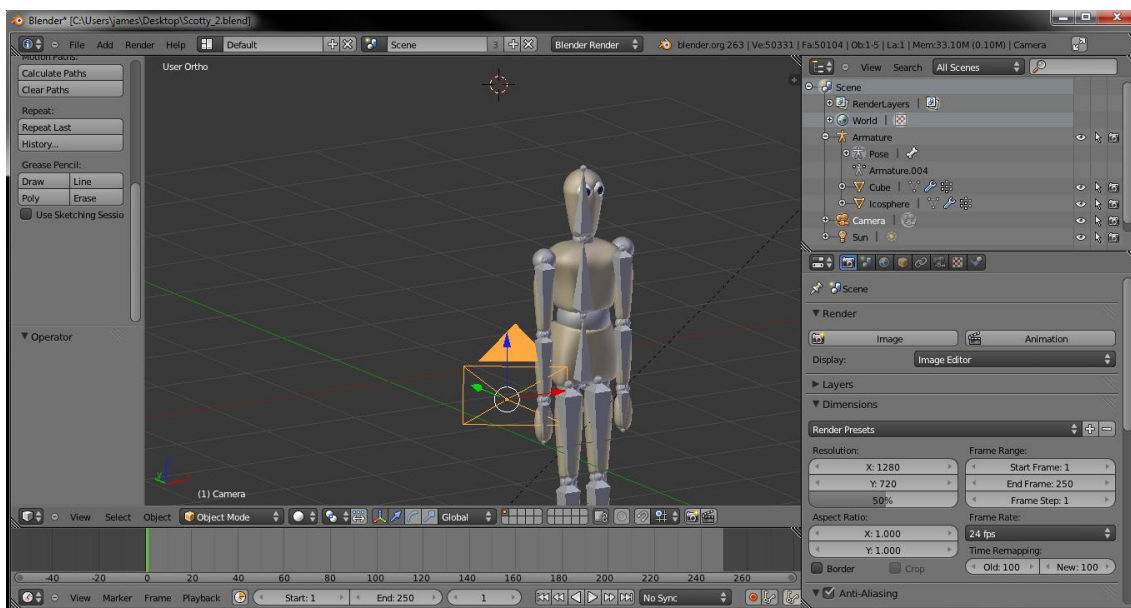 Blender* [C:\Users\james\Desktop\Scotty_2.blend]
File Add Render Help Default Scene 3 Blender Render blender.org 263 | Ve:50331 | Fa:50104 | Ob:1-5 | La:1 | Mem:33.10M (0.10M) | Camera
Motion Paths:
Calculate Paths
Clear Paths
Repeat:
Repeat Last
History...
Grease Pencil:
Draw Line
Poly Erase
Use Sketching Sessio
Operator
User Ortho
(1) Camera
View Select Object Object Mode Global
-40 -20 0 20 40 60 80 100 120 140 160 180 200 220 240 260
View Marker Frame Playback Start: 1 End: 250 1 No Sync
View Search All Scenes
Scene
RenderLayers |
World |
Armature
Pose |
Armature.004
Cube |
Icosphere |
Camera |
Sun |
Scene
Render
Image Animation
Display: Image Editor
Layers
Dimensions
Render Presets
Resolution: Frame Range:
X: 1280 Start Frame: 1
Y: 720 End Frame: 250
50% Frame Step: 1
Aspect Ratio: Frame Rate:
X: 1.000 24 fps
Y: 1.000 Time Remapping:
Border Crop Old: 100 New: 100
Anti-Aliasing